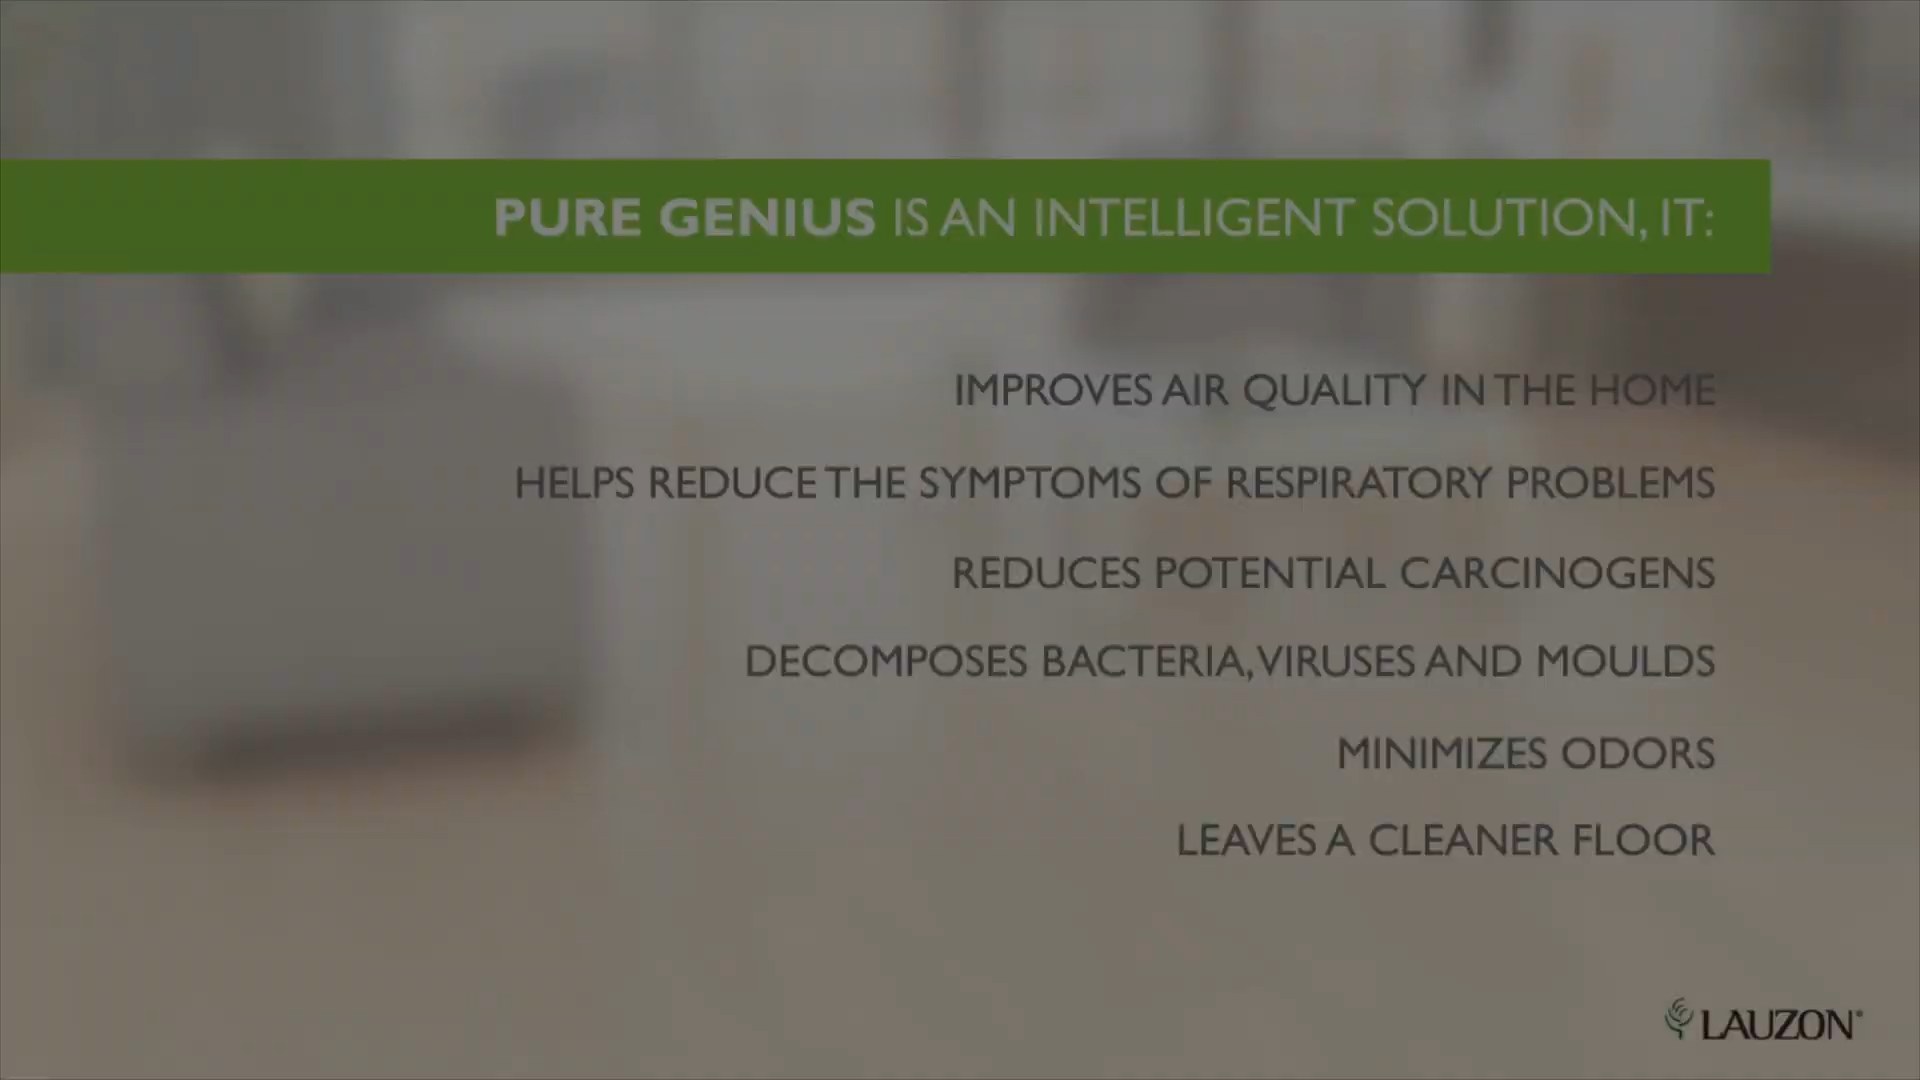 PURE GENIUS IS AN INTELLIGENT SOLUTION, IT:
IMPROVES AIR QUALITY IN THE HOME
HELPS REDUCE THE SYMPTOMS OF RESPIRATORY PROBLEMS
REDUCES POTENTIAL CARCINOGENS
DECOMPOSES BACTERIA, VIRUSES AND MOULDS
MINIMIZES ODORS
LEAVES A CLEANER FLOOR
LAUZON®